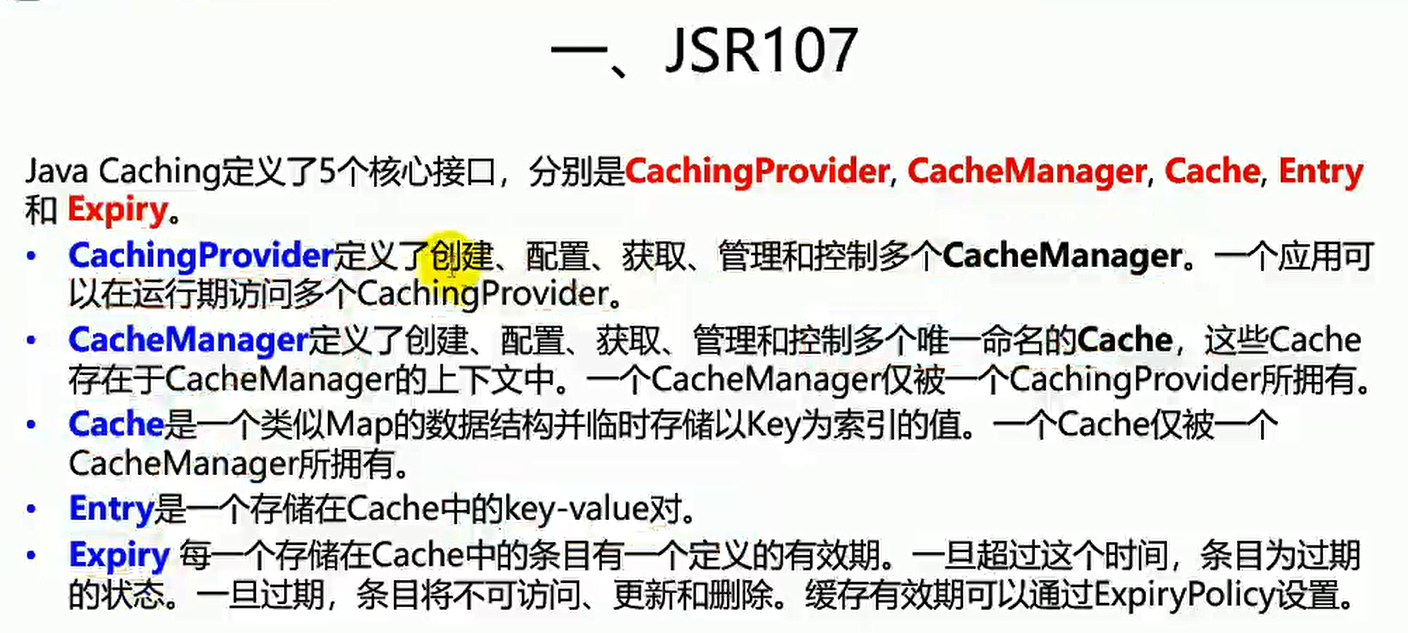 一、JSR107
Java Caching定义了5个核心接口，分别是CachingProvider, CacheManager, Cache, Entry
和 Expiry。
• CachingProvider定义了创建、配置、获取、管理和控制多个CacheManager。一个应用可
以在运行期访问多个CachingProvider。
• CacheManager定义了创建、配置、获取、管理和控制多个唯一命名的Cache，这些Cache
存在于CacheManager的上下文中。一个CacheManager仅被一个CachingProvider所拥有。
• Cache是一个类似Map的数据结构并临时存储以Key为索引的值。一个Cache仅被一个
CacheManager所拥有。
• Entry是一个存储在Cache中的key-value对。
• Expiry 每一个存储在Cache中的条目有一个定义的有效期。一旦超过这个时间，条目为过期
的状态。一旦过期，条目将不可访问、更新和删除。缓存有效期可以通过ExpiryPolicy设置。